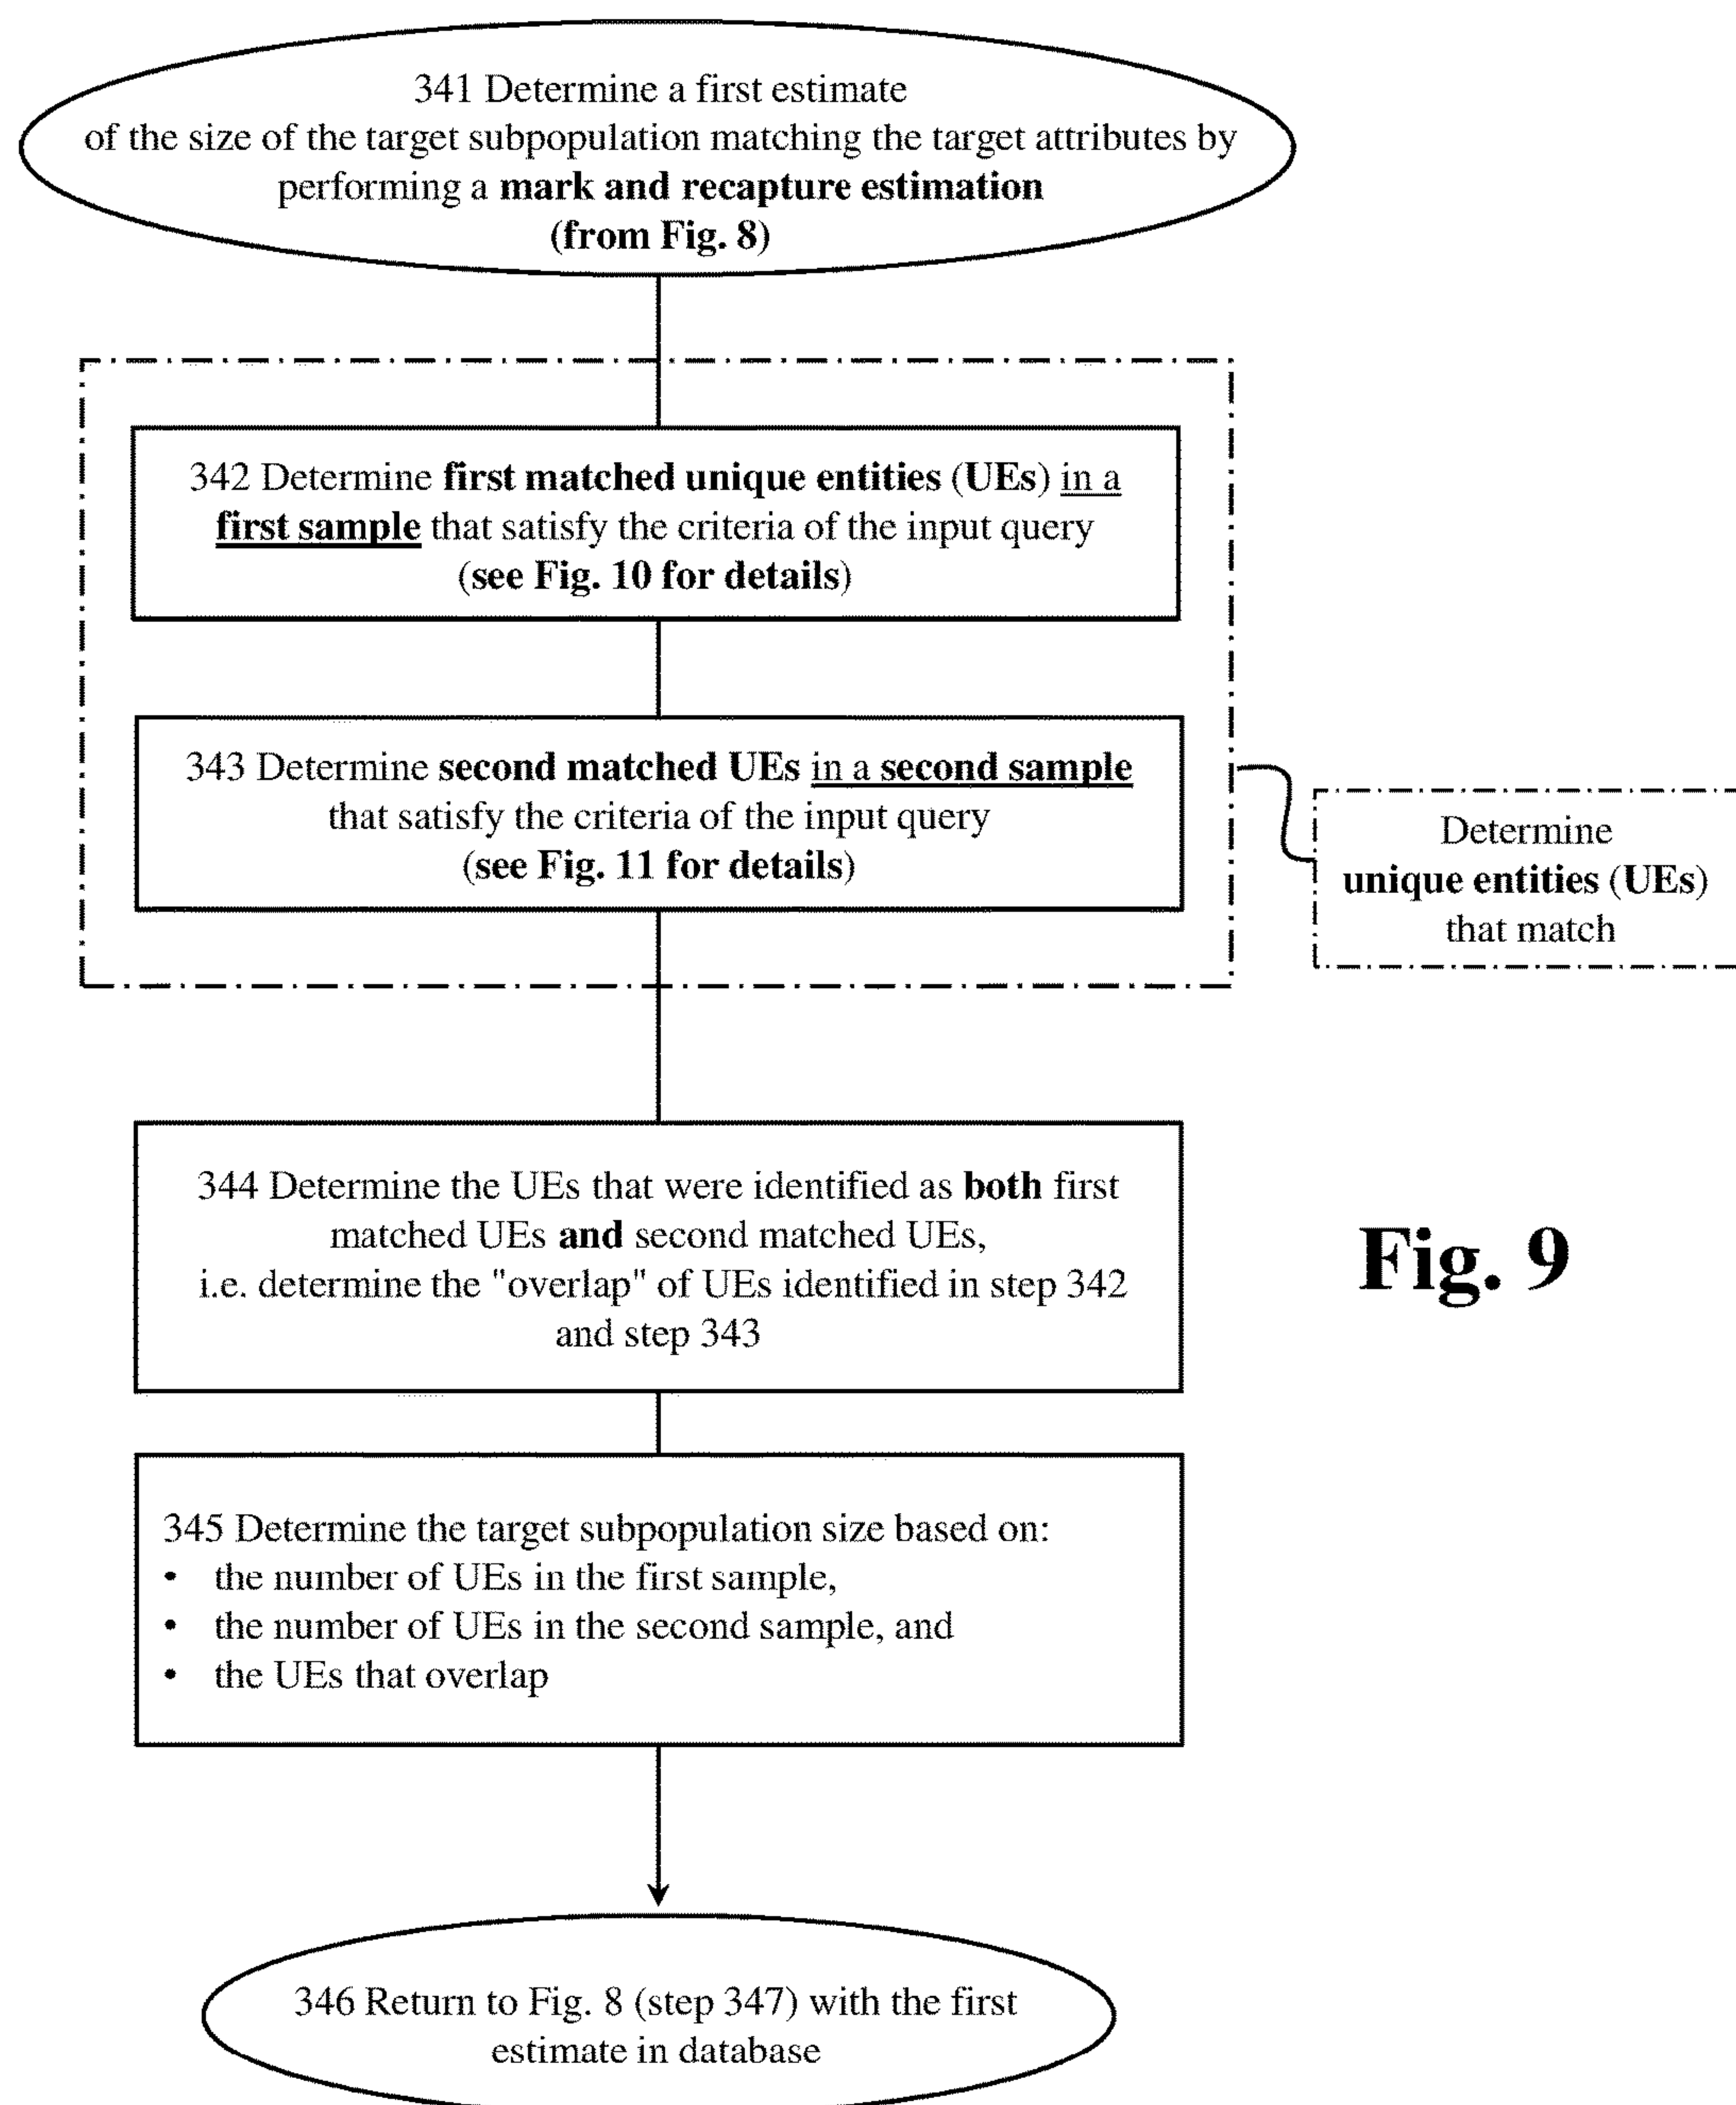 341 Determine a first estimate
of the size of the target subpopulation matching the target attributes by
performing a mark and recapture estimation
(from Fig. 8)
342 Determine first matched unique entities (UEs) in a
first sample that satisfy the criteria of the input query
(see Fig. 10 for details)
343 Determine second matched UEs in a second sample
that satisfy the criteria of the input query
(see Fig. 11 for details)
Determine
unique entities (UEs)
that match
344 Determine the UEs that were identified as both first
matched UEs and second matched UEs,
i.e. determine the "overlap" of UEs identified in step 342
and step 343
Fig. 9
345 Determine the target subpopulation size based on:
• the number of UEs in the first sample,
• the number of UEs in the second sample, and
• the UEs that overlap
346 Return to Fig. 8 (step 347) with the first
estimate in database